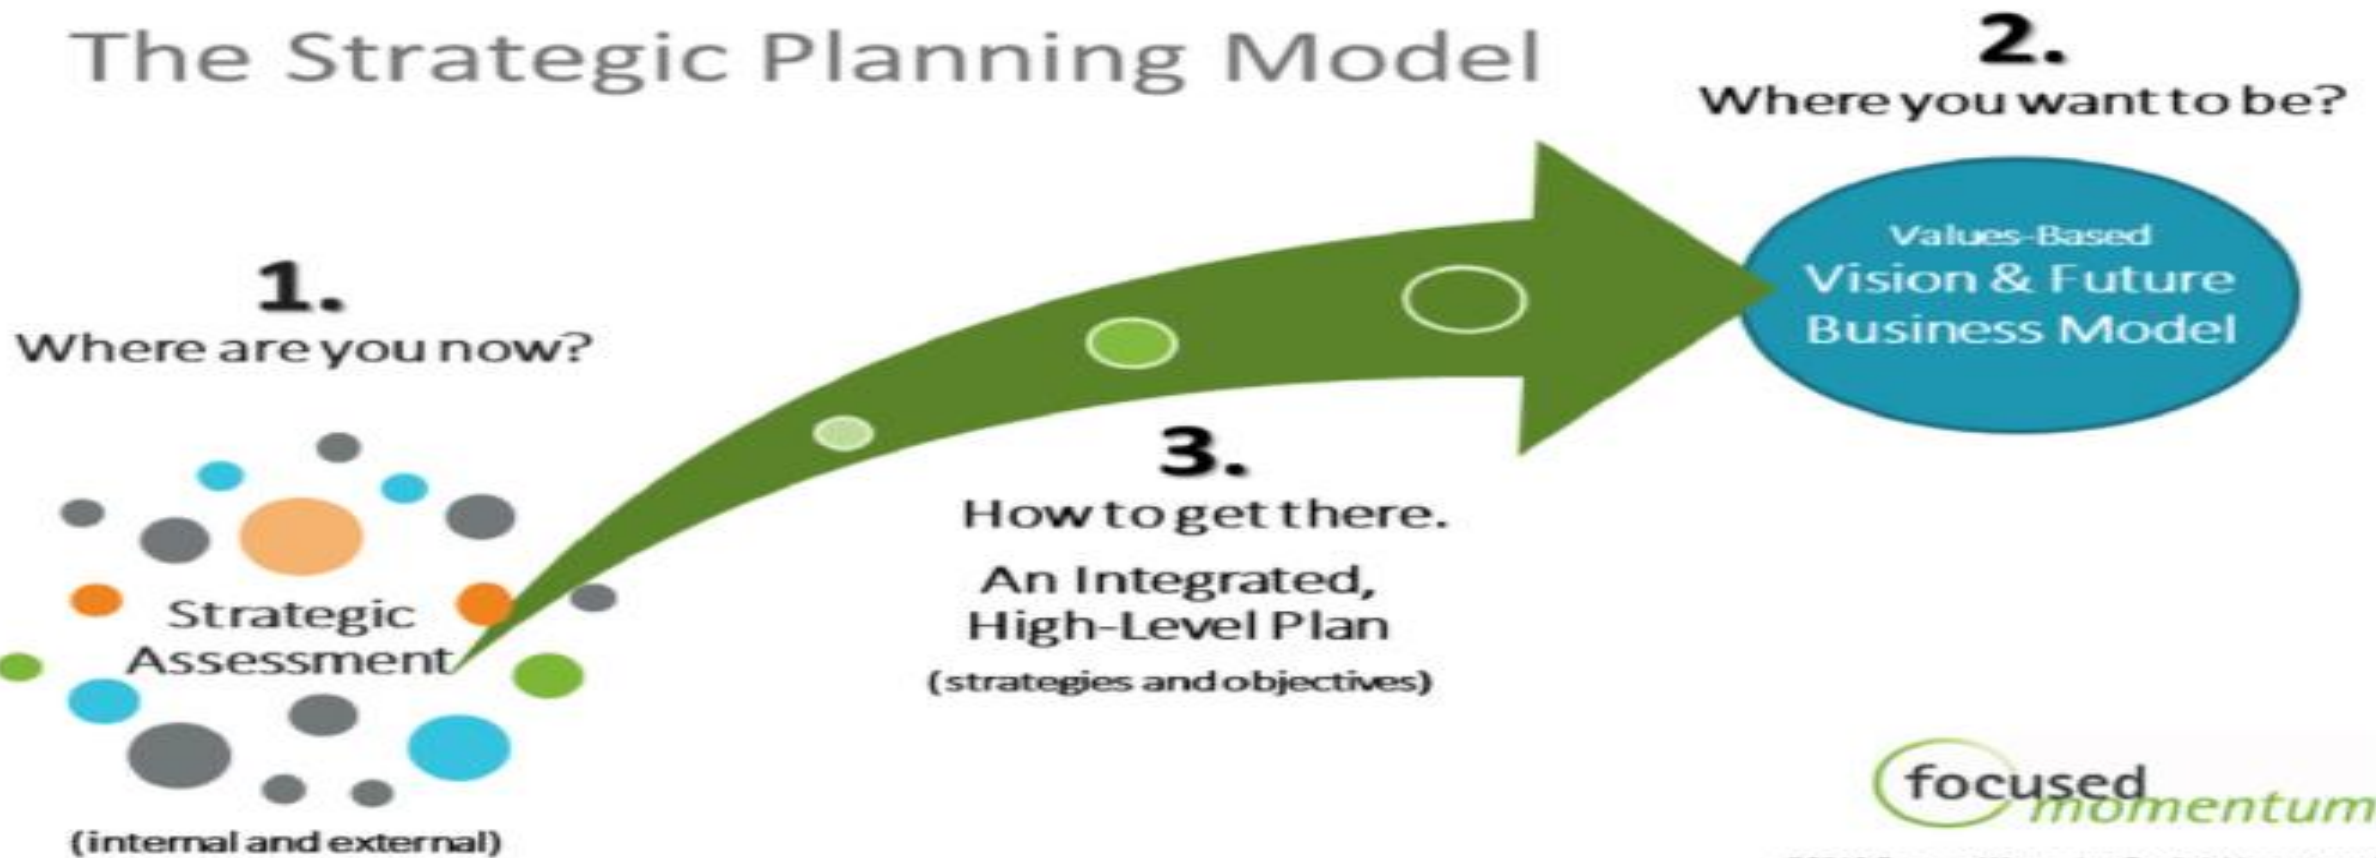 The Strategic Planning Model
1.
Where are you now?
Strategic
Assessment
(internal and external)
2.
Where you want to be?
Values-Based
Vision & Future
Business Model
3.
How to get there.
An Integrated,
High-Level Plan
(strategies and objectives)
focused
momentum